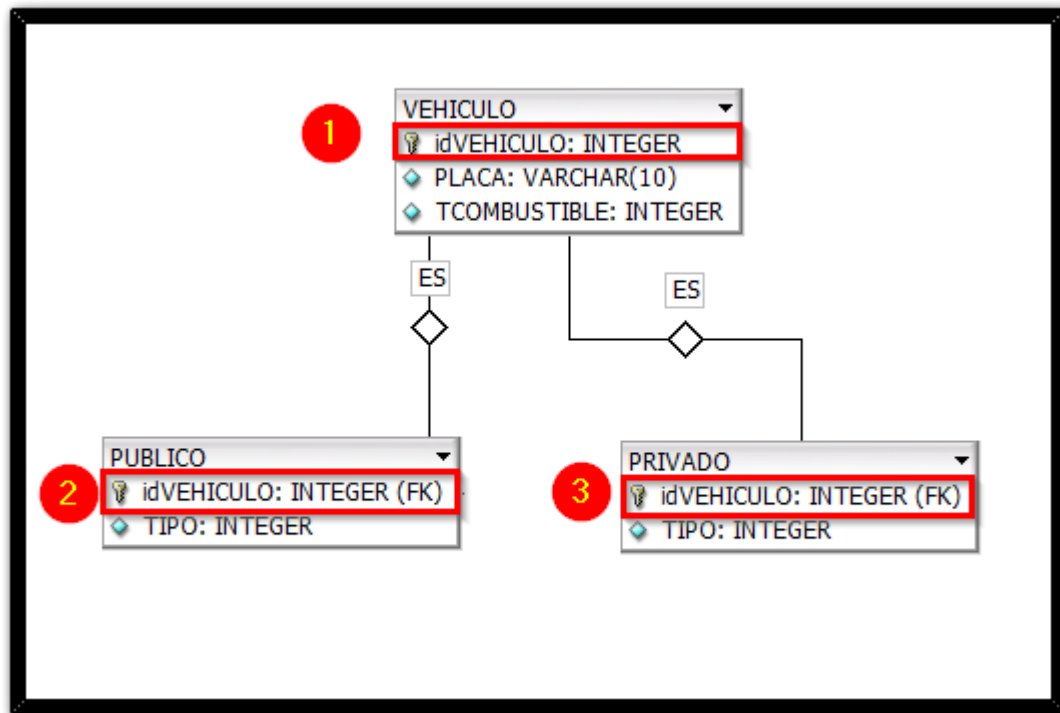 1
VEHICULO
idVEHICULO: INTEGER
PLACA: VARCHAR(10)
TCOMBUSTIBLE: INTEGER
ES
ES
2
PUBLICO
idVEHICULO: INTEGER (FK)
TIPO: INTEGER
3
PRIVADO
idVEHICULO: INTEGER (FK)
TIPO: INTEGER